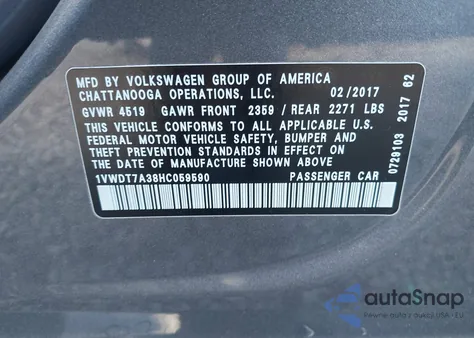 MFD BY VOLKSWAGEN GROUP OF AMERICA
CHATTANOOGA OPERATIONS, LLC. 02/2017
GVWR 4519 GAWR FRONT 2359 / REAR 2271 LBS
THIS VEHICLE CONFORMS TO ALL APPLICABLE U.S.
FEDERAL MOTOR VEHICLE SAFETY, BUMPER AND
THEFT PREVENTION STANDARDS IN EFFECT ON
THE DATE OF MANUFACTURE SHOWN ABOVE.
1VWDT7A38HC059590 PASSENGER CAR
0729103 2017 62
autoSnap